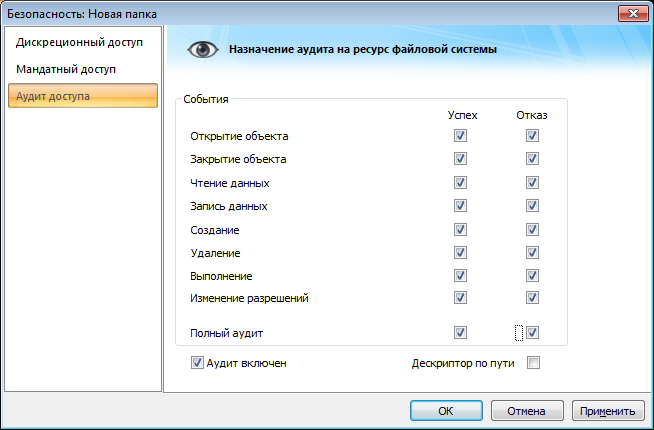 Безопасность: Новая папка
Дискреционный доступ
Мандатный доступ
Аудит доступа
Назначение аудита на ресурс файловой системы
События
Успех Отказ
Открытие объекта
Закрытие объекта
Чтение данных
Запись данных
Создание
Удаление
Выполнение
Изменение разрешений
Полный аудит
Аудит включен Дескриптор по пути
ОК Отмена Применить